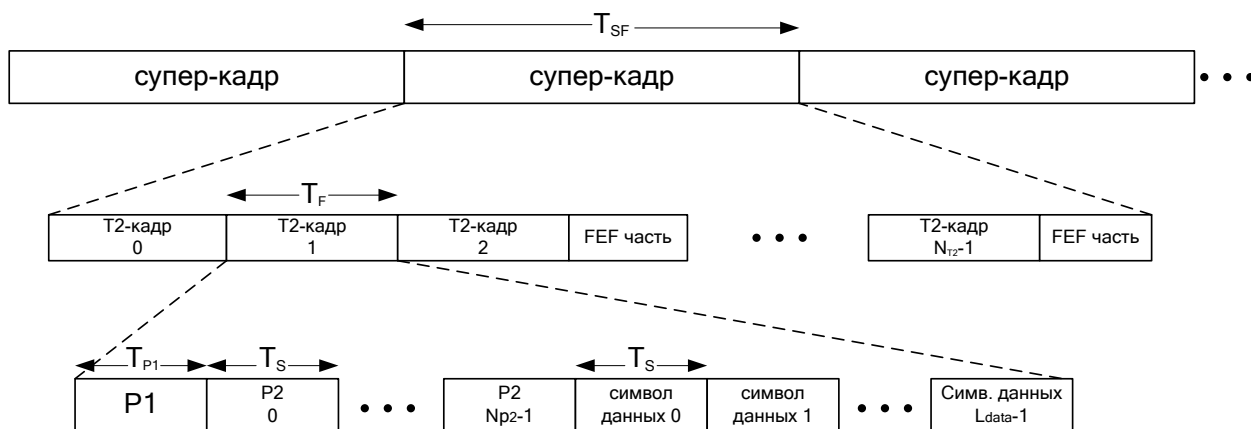 T_SF
супер-кадр супер-кадр супер-кадр •••
T_F
T2-кадр T2-кадр T2-кадр FEF часть ••• T2-кадр FEF часть
0 1 2 N_T2-1
T_P1 T_S T_S
P1 P2 ••• P2 символ символ ••• Симв. данных
0 Np2-1 данных 0 данных 1 Ldata-1